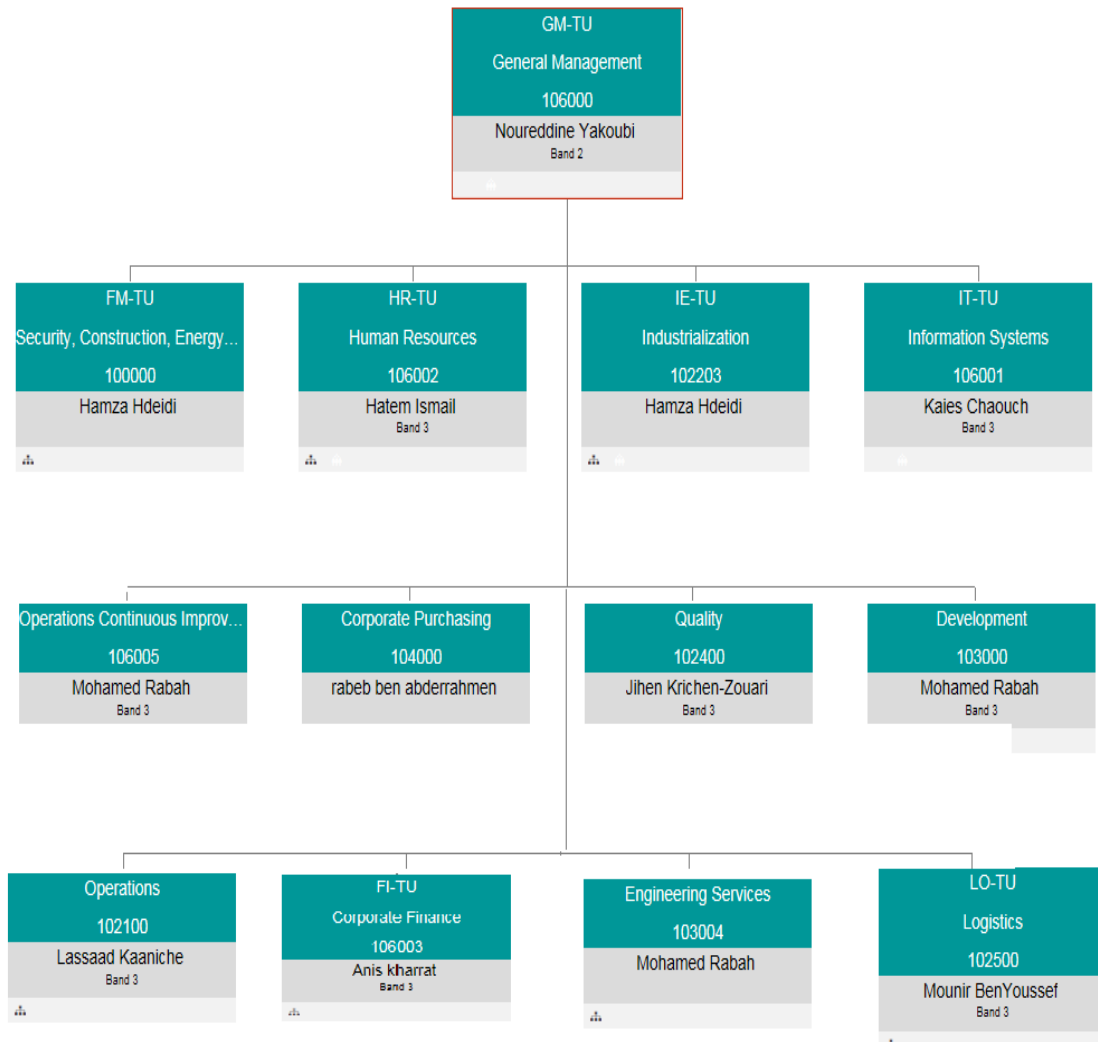 GM-TU
General Management
106000
Noureddine Yakoubi
Band 2
FM-TU
Security, Construction, Energy...
100000
Hamza Hdeidi
HR-TU
Human Resources
106002
Hatem Ismail
Band 3
IE-TU
Industrialization
102203
Hamza Hdeidi
IT-TU
Information Systems
106001
Kaies Chaouch
Band 3
Operations Continuous Improv...
106005
Mohamed Rabah
Band 3
Corporate Purchasing
104000
rabeb ben abderrahmen
Quality
102400
Jihen Krichen-Zouari
Band 3
Development
103000
Mohamed Rabah
Band 3
Operations
102100
Lassaad Kaaniche
Band 3
FI-TU
Corporate Finance
106003
Anis kharrat
Band 3
Engineering Services
103004
Mohamed Rabah
LO-TU
Logistics
102500
Mounir BenYoussef
Band 3